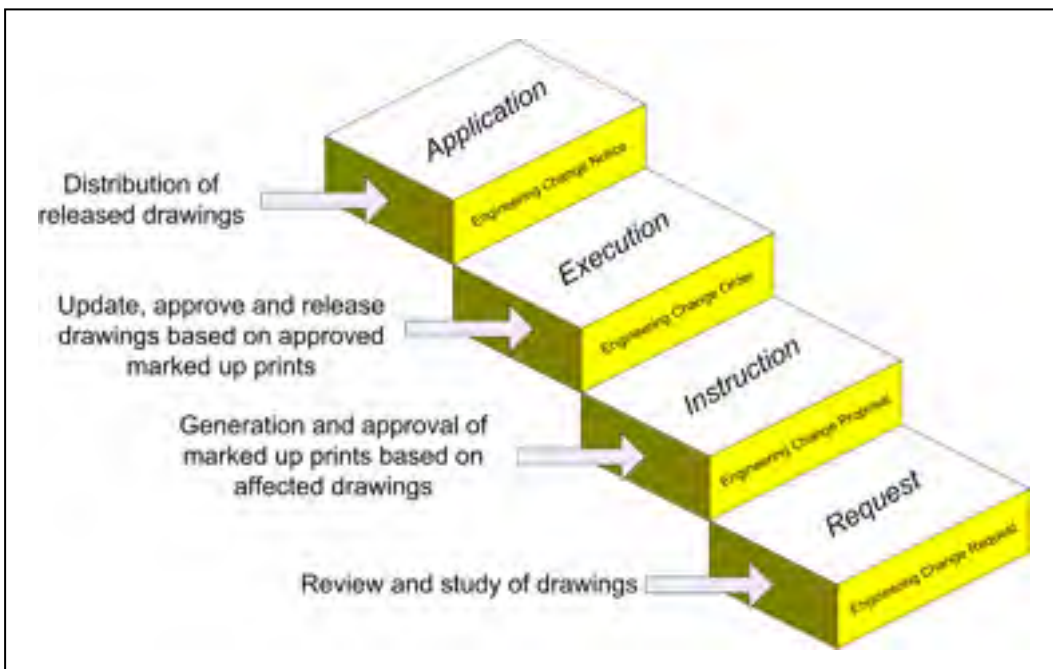 Application
Engineering Change Notice
Distribution of
released drawings
Execution
Engineering Change Order
Update, approve and release
drawings based on approved
marked up prints
Instruction
Engineering Change Proposal
Generation and approval of
marked up prints based on
affected drawings
Request
Engineering Change Request
Review and study of drawings